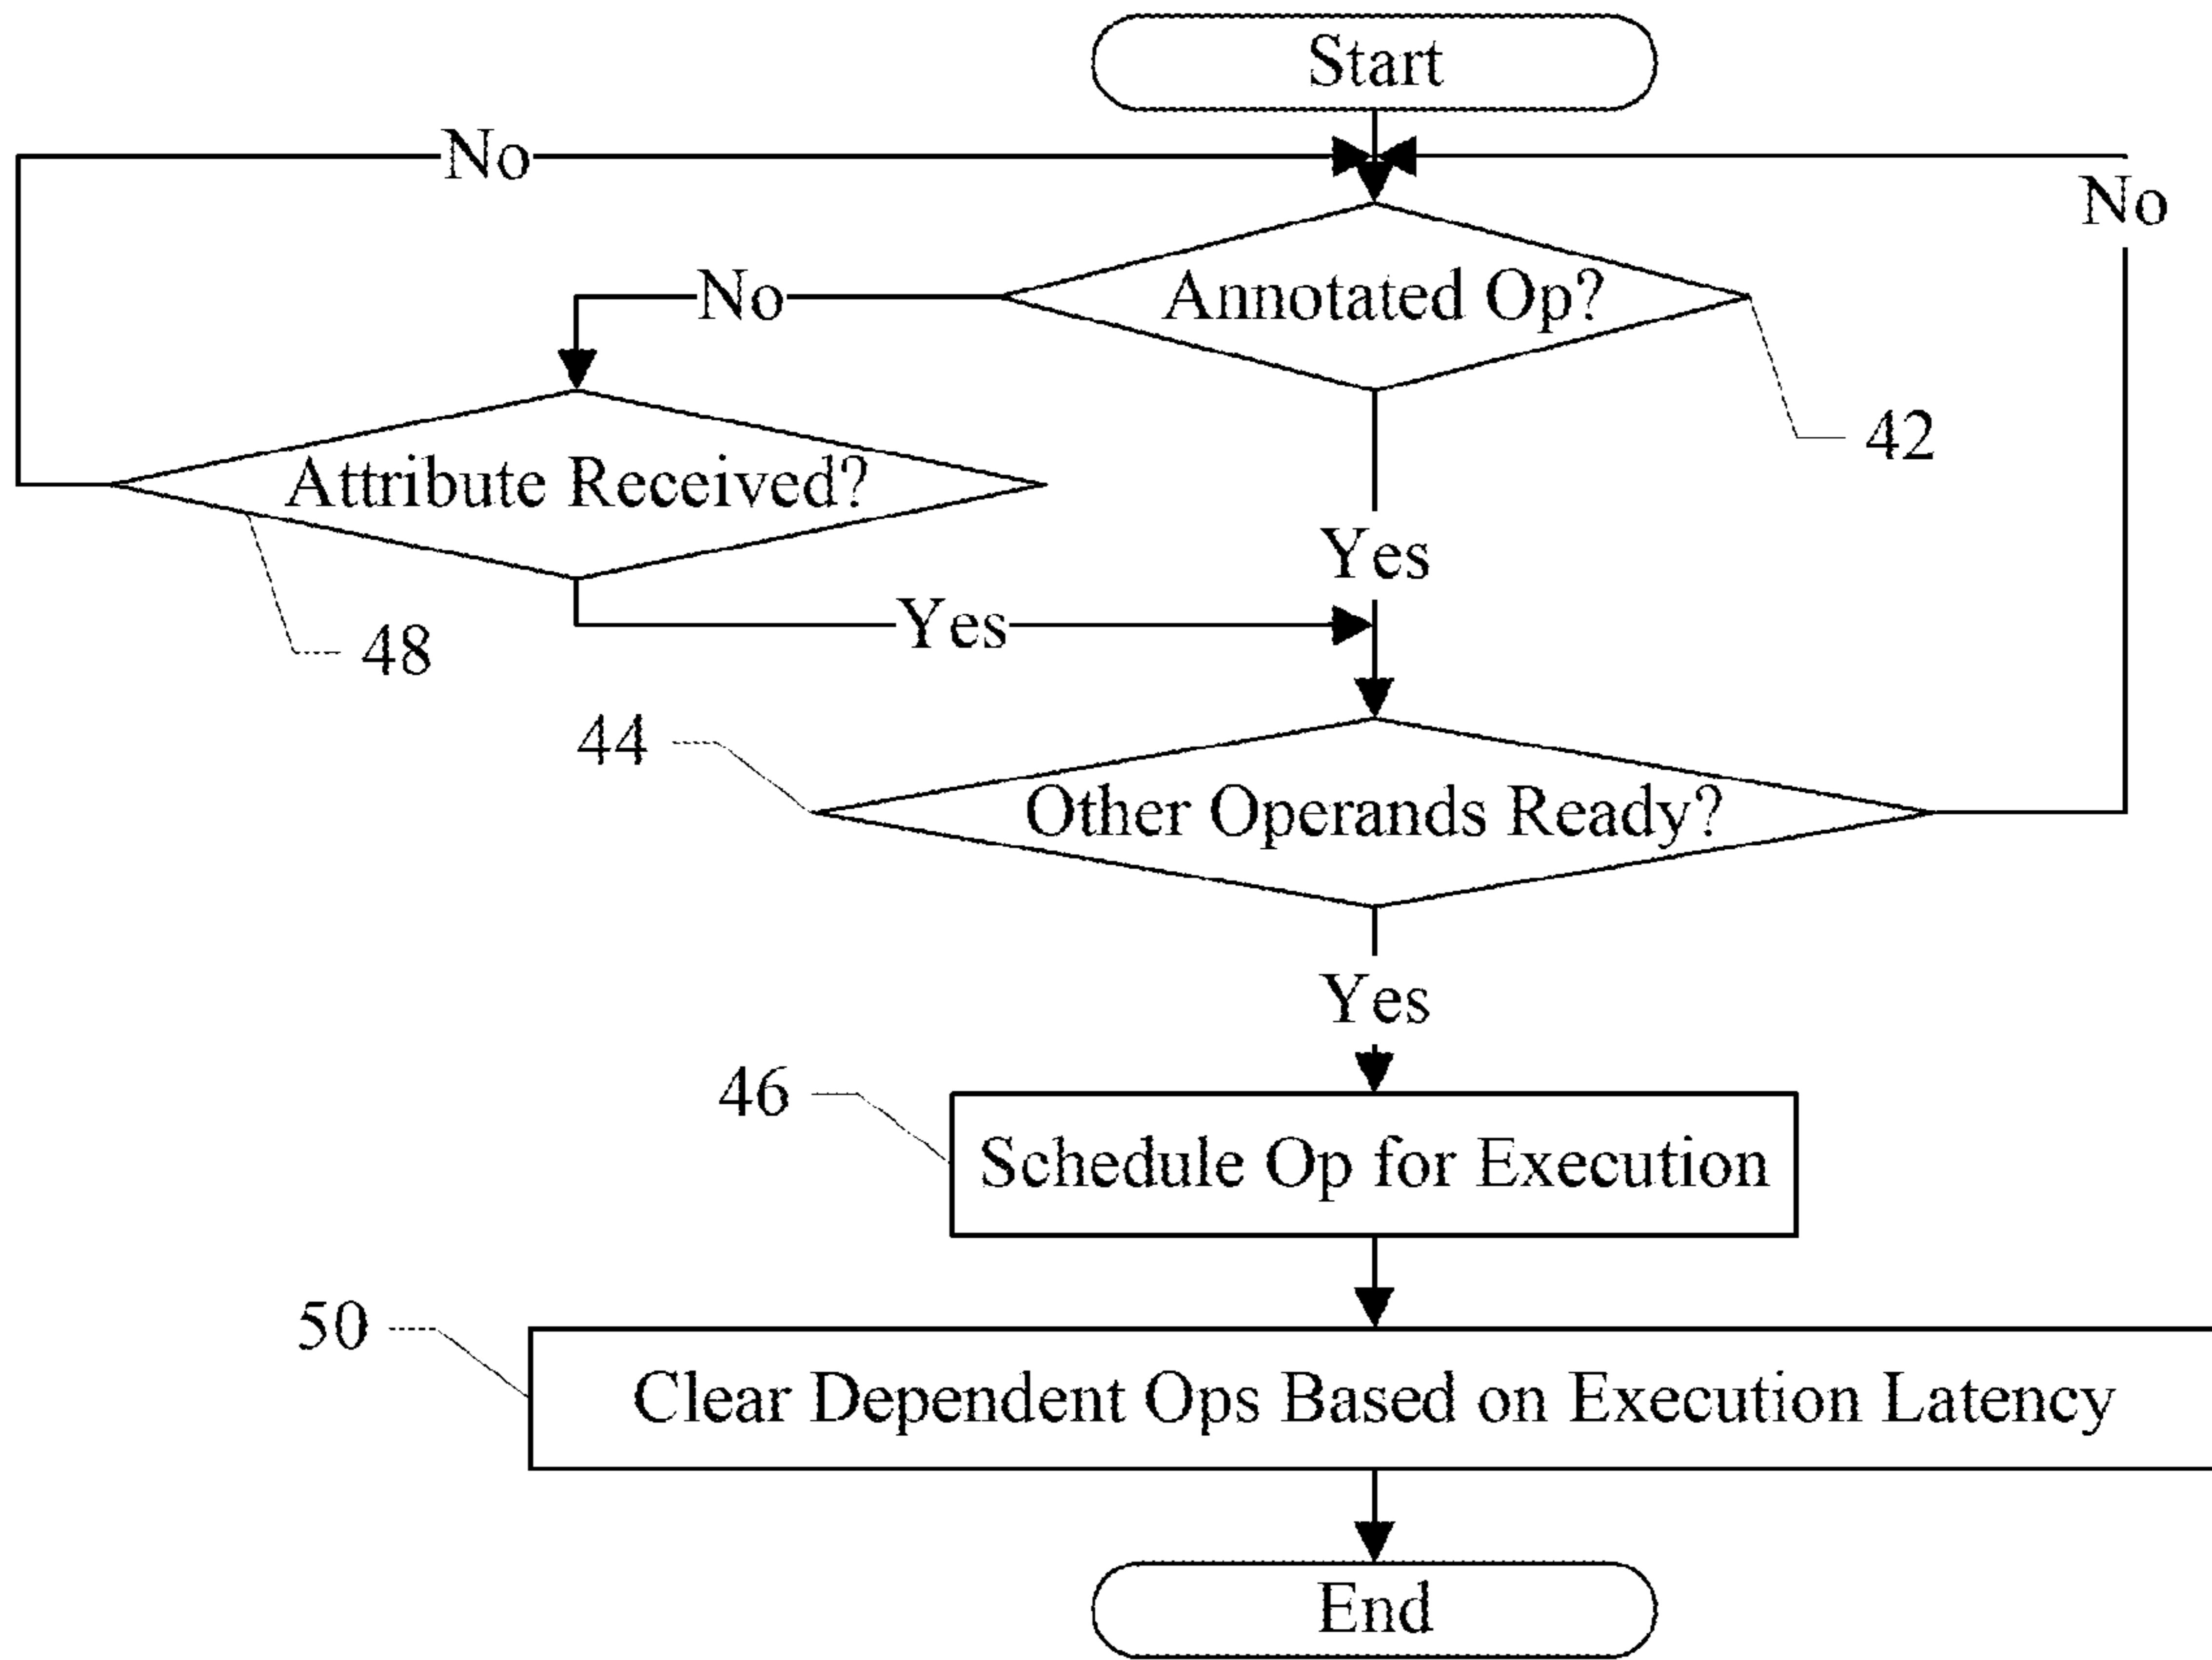 Start
No
No
No
Annotated Op?
42
Attribute Received?
Yes
Yes
48
44
Other Operands Ready?
Yes
46
Schedule Op for Execution
50
Clear Dependent Ops Based on Execution Latency
End